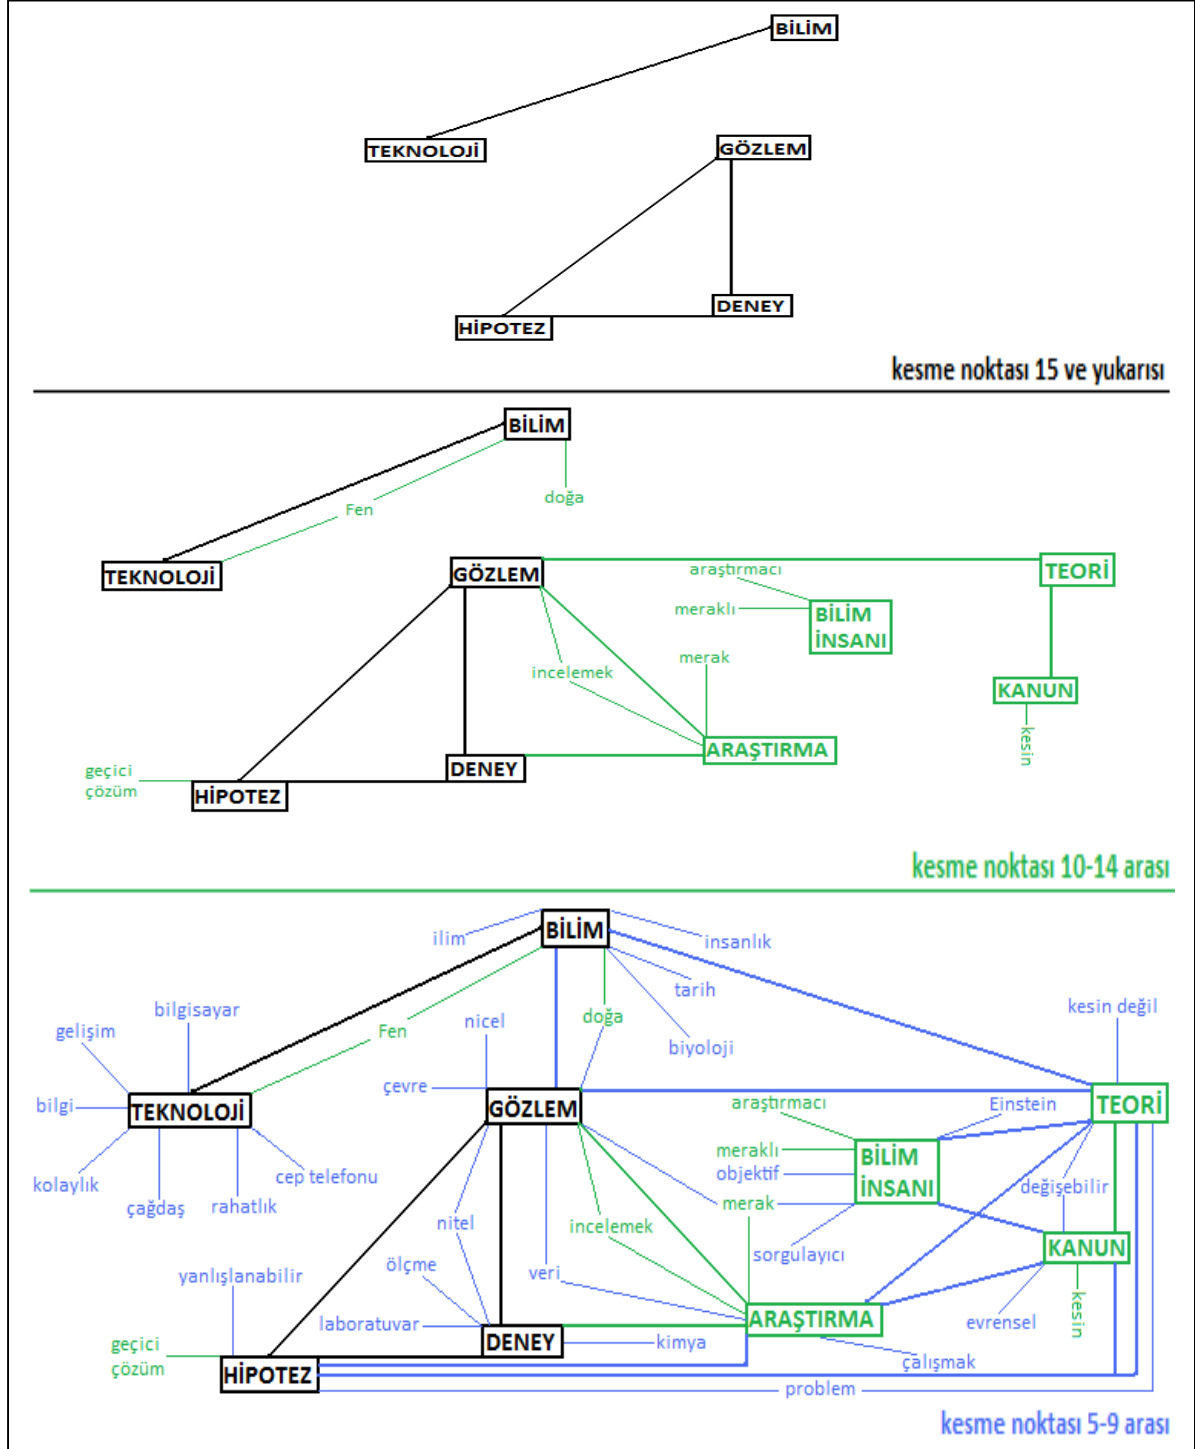 BİLİM
TEKNOLOJİ
GÖZLEM
DENEY
HİPOTEZ
kesme noktası 15 ve yukarısı
BİLİM
doğa
Fen
TEKNOLOJİ
GÖZLEM
araştırmacı
TEORİ
meraklı
BİLİM
İNSANI
merak
incelemek
KANUN
kesin
ARAŞTIRMA
DENEY
geçici
çözüm
HİPOTEZ
kesme noktası 10-14 arası
BİLİM
ilim
insanlık
tarih
bilgisayar
kesin değil
doğa
nicel
gelişim
Fen
biyoloji
çevre
bilgi
TEKNOLOJİ
GÖZLEM
araştırmacı
Einstein
TEORİ
meraklı
BİLİM
İNSANI
objektif
cep telefonu
kolaylık
değişebilir
merak
çağdaş
rahatlık
nitel
incelemek
sorgulayıcı
KANUN
ölçme
veri
yanlışlanabilir
kesin
ARAŞTIRMA
evrensel
laboratuvar
DENEY
kimya
geçici
çözüm
çalışmak
HİPOTEZ
problem
kesme noktası 5-9 arası